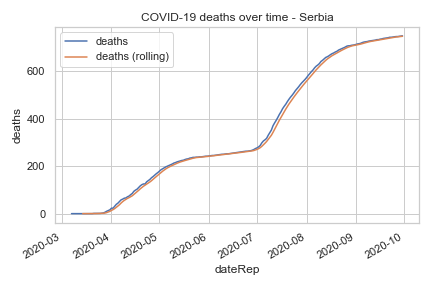 COVID-19 deaths over time - Serbia
deaths
deaths (rolling)
deaths
600
400
200
0
2020-03
2020-04
2020-05
2020-06
2020-07
2020-08
2020-09
2020-10
dateRep